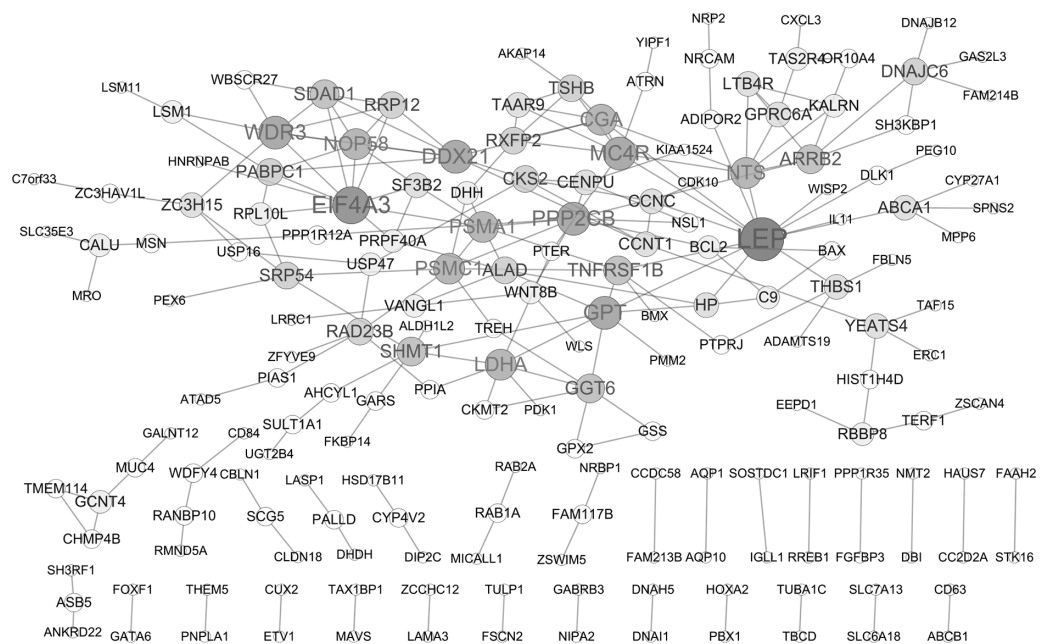 NRP2
CXCL3
DNAJB12
YIPF1
AKAP14
NRCAM
TAS2R4
OR10A4
GAS2L3
DNAJC6
WBSCR27
ATRN
LSM11
TSHB
LTB4R
FAM214B
SDAD1
RRP12
TAAR9
KALRN
LSM1
GPRC6A
CGA
ADIPOR2
SH3KBP1
WDR3
NOP58
RXFP2
KIAA1524
MC4R
DDX21
ARRB2
PEG10
HNRNPAB
PABPC1
NTS
DLK1
C7orf33
SF3B2
CKS2
CENPU
CDK10
WISP2
CYP27A1
ZC3HAV1L
DHH
ZC3H15
EIF4A3
CCNC
ABCA1
SPNS2
RPL10L
PSMA1
PPP2CB
NSL1
IL11
SLC35E3
PPP1R12A
MPP6
CALU
MSN
PRPF40A
CCNT1
BCL2
LEP
USP16
PTER
BAX
USP47
FBLN5
MRO
SRP54
PSMC1
ALAD
TNFRSF1B
THBS1
PEX6
WNT8B
HP
C9
TAF15
VANGL1
LRRC1
GPT
BMX
ALDH1L2
TREH
YEATS4
RAD23B
ADAMTS19
WLS
PTPRJ
ERC1
ZFYVE9
SHMT1
PMM2
LDHA
PIAS1
HIST1H4D
AHCYL1
PPIA
GGT6
ATAD5
GARS
CKMT2
PDK1
EEPD1
ZSCAN4
SULT1A1
TERF1
GALNT12
CD84
FKBP14
GSS
RBBP8
UGT2B4
GPX2
MUC4
WDFY4
CBLN1
LASP1
HSD17B11
RAB2A
NRBP1
CCDC58
AQP1
SOSTDC1
LRIF1
PPP1R35
NMT2
HAUS7
FAAH2
TMEM114
GCNT4
RANBP10
SCG5
PALLD
CYP4V2
RAB1A
FAM117B
CHMP4B
RMND5A
CLDN18
DHDH
DIP2C
MICALL1
ZSWIM5
FAM213B
AQP10
IGLL1
RREB1
FGFBP3
DBI
CC2D2A
STK16
SH3RF1
FOXF1
THEM5
CUX2
TAX1BP1
ZCCHC12
TULP1
GABRB3
DNAH5
HOXA2
TUBA1C
SLC7A13
CD63
ASB5
ANKRD22
GATA6
PNPLA1
ETV1
MAVS
LAMA3
FSCN2
NIPA2
DNAI1
PBX1
TBCD
SLC6A18
ABCB1